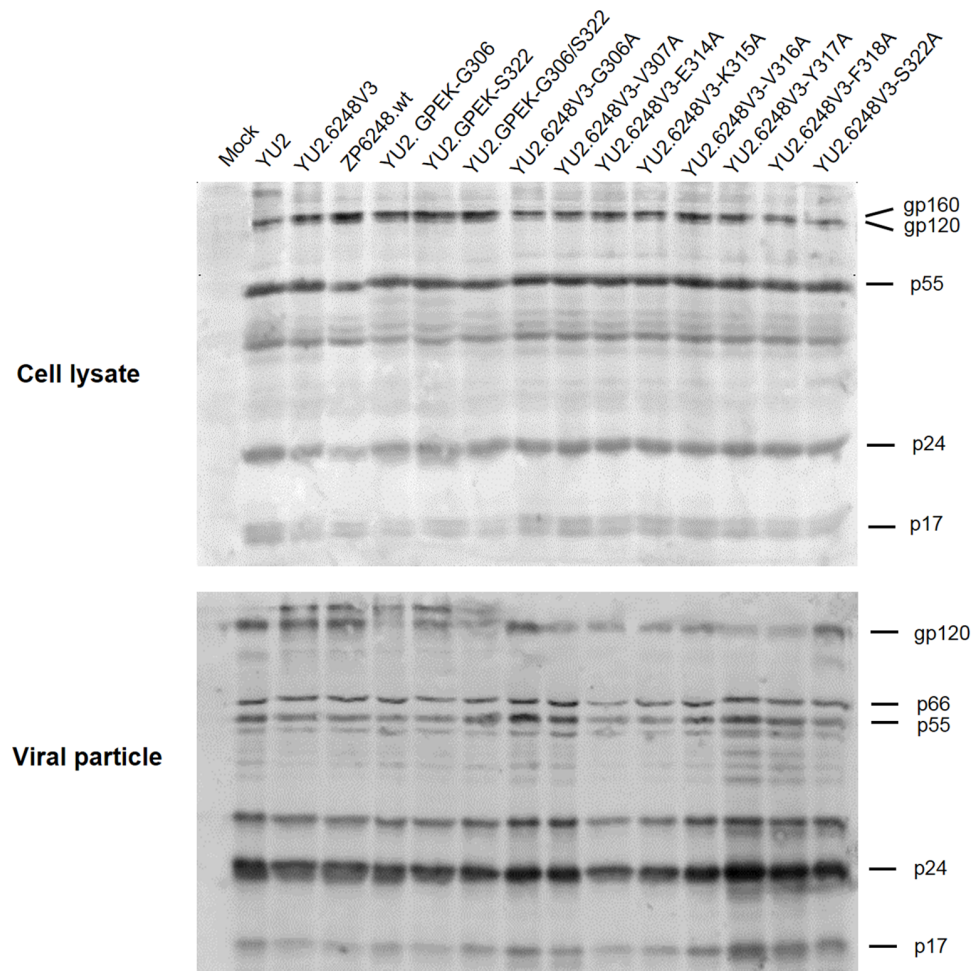 Mock
YU2
YU2.6248V3
ZP6248.wt
YU2. GPEK-G306
YU2.GPEK-S322
YU2.GPEK-G306/S322
YU2.6248V3-G306A
YU2.6248V3-V307A
YU2.6248V3-E314A
YU2.6248V3-K315A
YU2.6248V3-V316A
YU2.6248V3-Y317A
YU2.6248V3-F318A
YU2.6248V3-S322A
gp160
gp120
p55
Cell lysate
p24
p17
gp120
p66
p55
Viral particle
p24
p17